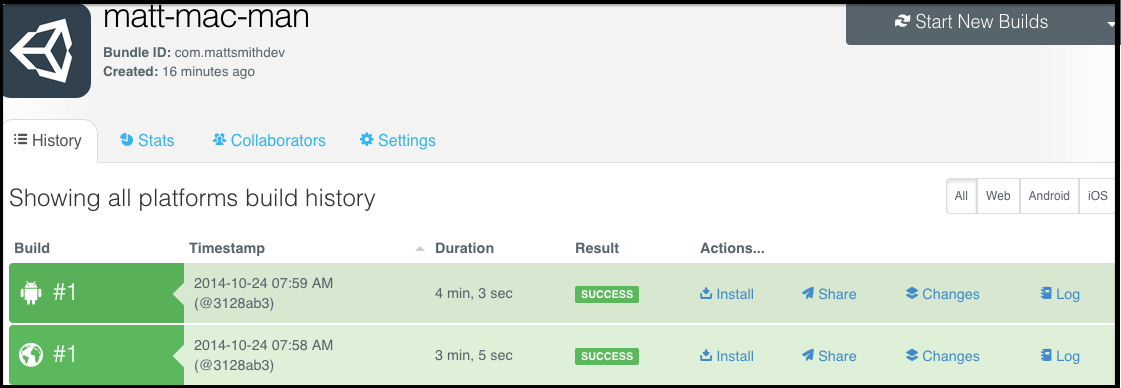 matt-mac-man
Start New Builds
Bundle ID: com.mattsmithdev
Created: 16 minutes ago
History Stats Collaborators Settings
Showing all platforms build history
All Web Android iOS
Build Timestamp Duration Result Actions...
#1 2014-10-24 07:59 AM (@3128ab3) 4 min, 3 sec SUCCESS Install Share Changes Log
#1 2014-10-24 07:58 AM (@3128ab3) 3 min, 5 sec SUCCESS Install Share Changes Log